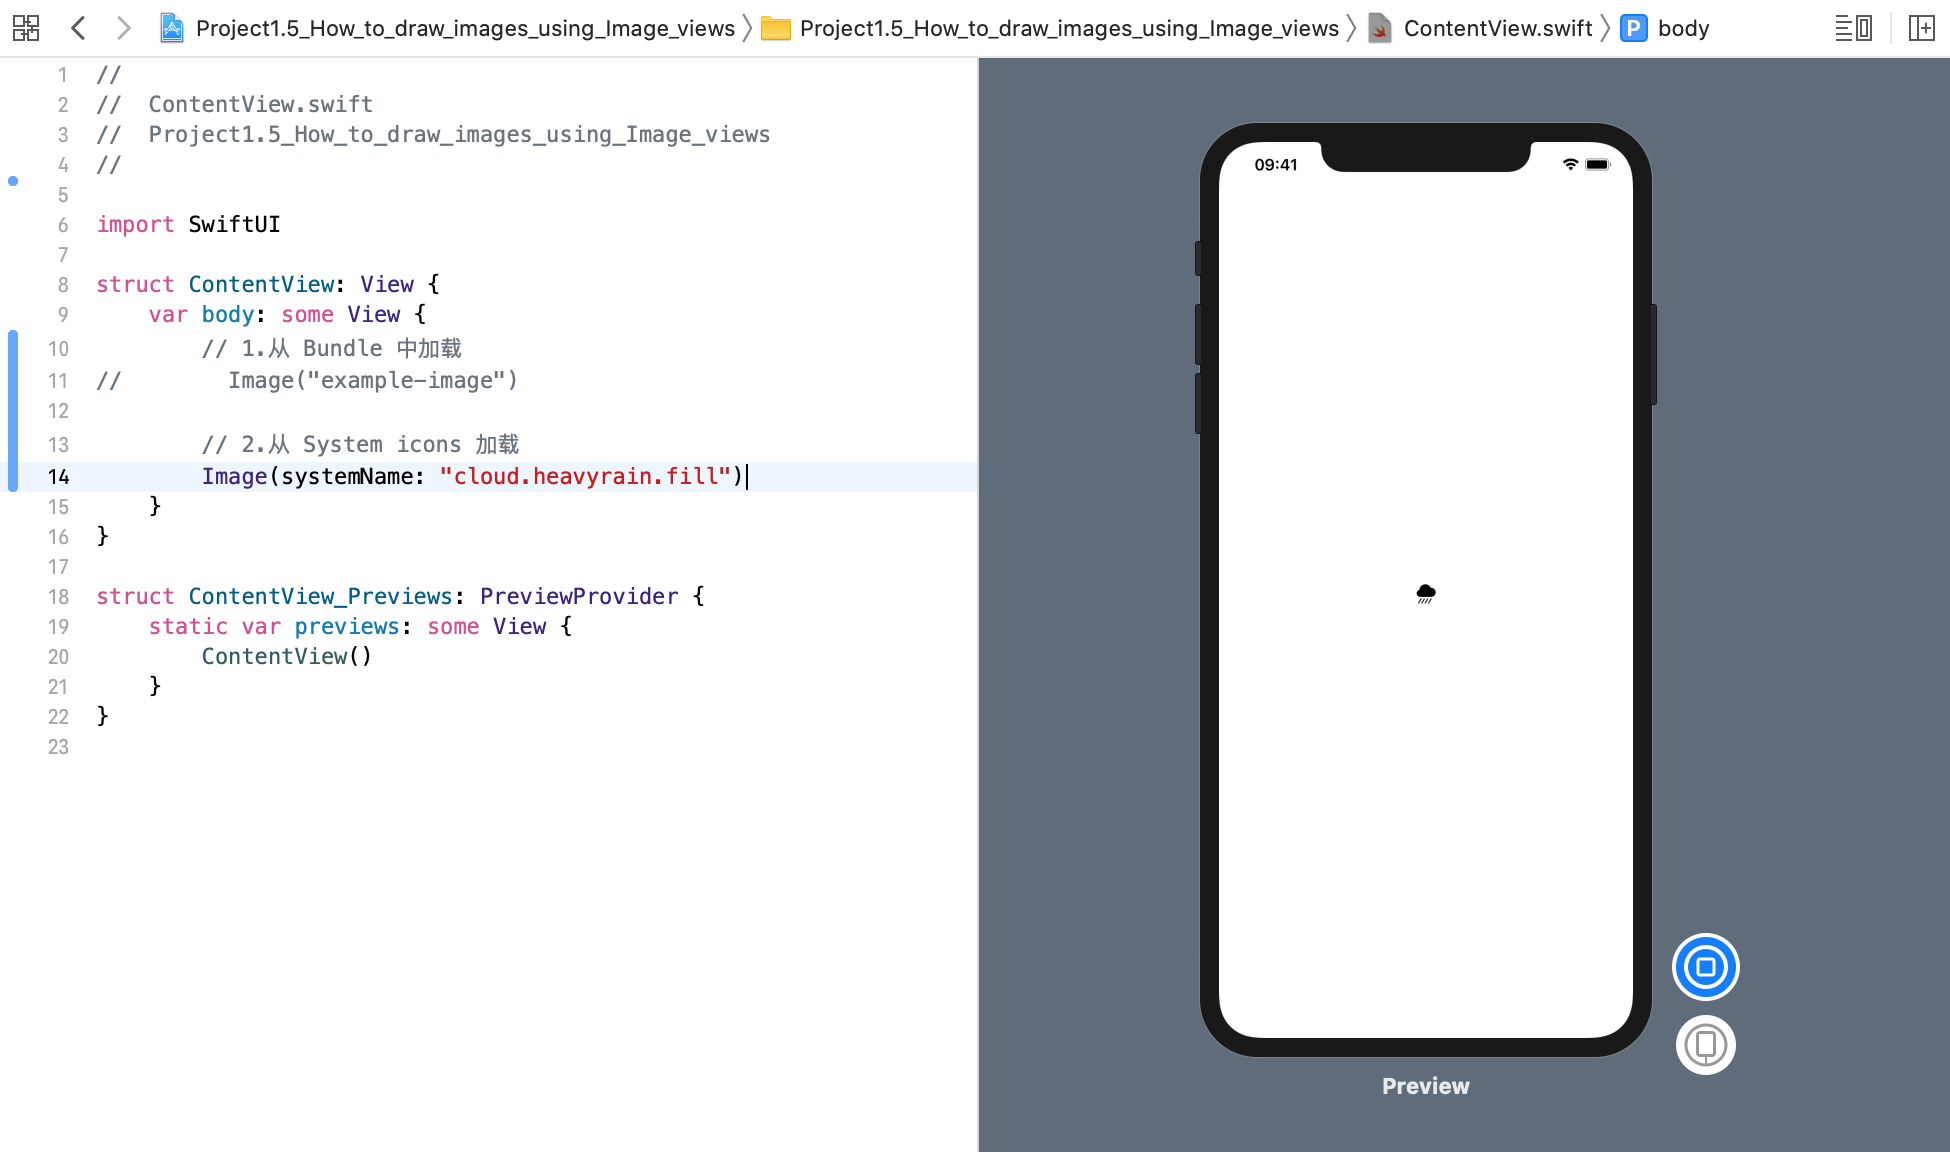 Project1.5_How_to_draw_images_using_Image_views Project1.5_How_to_draw_images_using_Image_views ContentView.swift P body
1 //
2 //  ContentView.swift
3 //  Project1.5_How_to_draw_images_using_Image_views
4 //
5
6 import SwiftUI
7
8 struct ContentView: View {
9     var body: some View {
10         // 1.从 Bundle 中加载
11 //        Image("example-image")
12
13         // 2.从 System icons 加载
14         Image(systemName: "cloud.heavyrain.fill")
15     }
16 }
17
18 struct ContentView_Previews: PreviewProvider {
19     static var previews: some View {
20         ContentView()
21     }
22 }
23
09:41
Preview